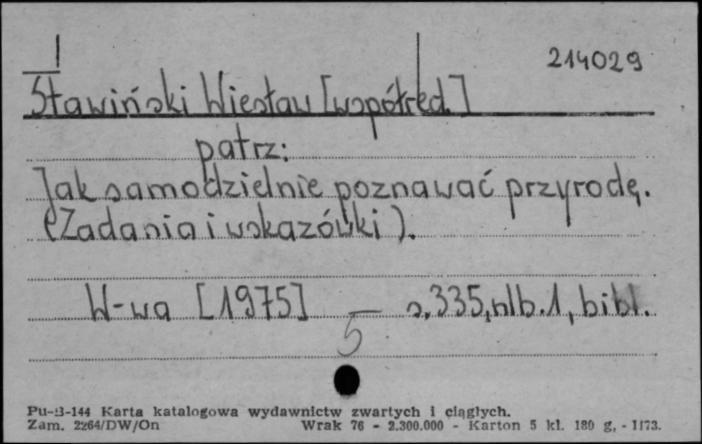 I
214029
Stawiński Wiesław [współred.]
patrz:
Jak samodzielnie poznawać przyrodę.
(Zadania i wskazówki).
W-wa [1975] s.335,nlb.1, bibl.
5
Pu-B-144 Karta katalogowa wydawnictw zwartych i ciągłych.
Zam. 2264/DW/On Wrak 76 - 2.300.000 - Karton 5 kl. 180 g, - 1173.